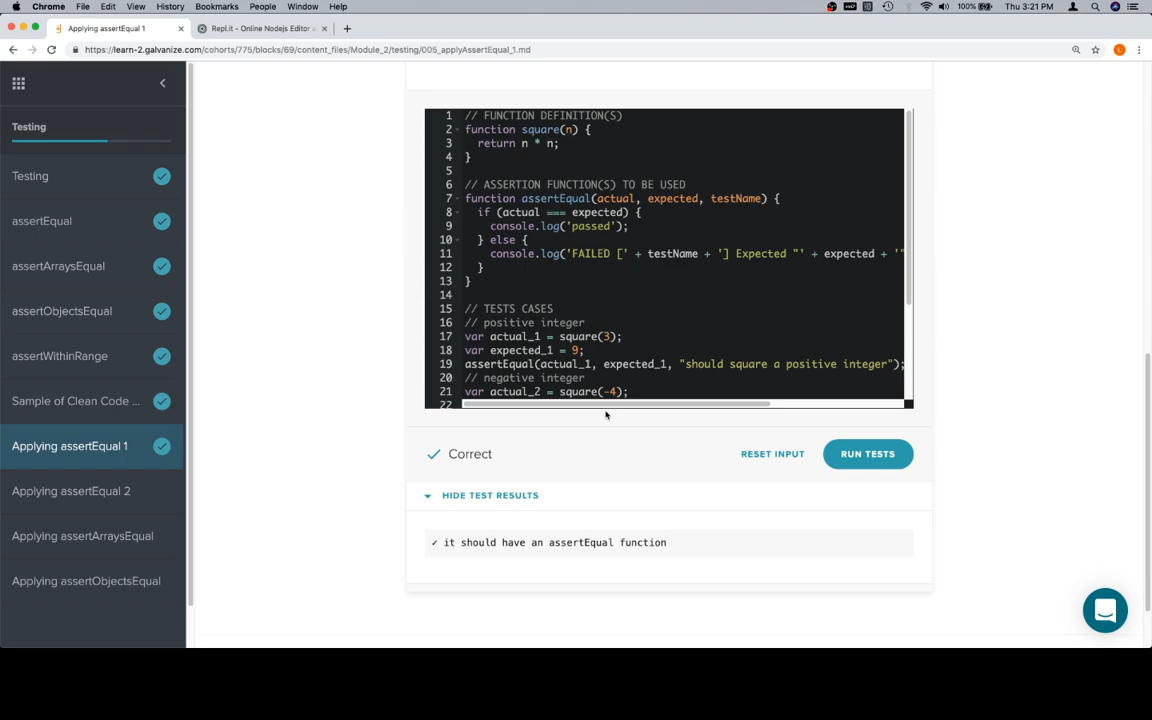 Chrome File Edit View History Bookmarks People Window Help
100% Thu 3:21 PM
Applying assertEqual 1
Repl.it - Online Nodejs Editor a
https://learn-2.galvanize.com/cohorts/775/blocks/69/content_files/Module_2/testing/005_applyAssertEqual_1.md
L
Testing
Testing
assertEqual
assertArraysEqual
assertObjectsEqual
assertWithinRange
Sample of Clean Code ...
Applying assertEqual 1
Applying assertEqual 2
Applying assertArraysEqual
Applying assertObjectsEqual
1 // FUNCTION DEFINITION(S)
2 function square(n) {
3 return n * n;
4 }
5
6 // ASSERTION FUNCTION(S) TO BE USED
7 function assertEqual(actual, expected, testName) {
8 if (actual === expected) {
9 console.log('passed');
10 } else {
11 console.log('FAILED [' + testName + '] Expected "' + expected + '"
12 }
13 }
14
15 // TESTS CASES
16 // positive integer
17 var actual_1 = square(3);
18 var expected_1 = 9;
19 assertEqual(actual_1, expected_1, "should square a positive integer");
20 // negative integer
21 var actual_2 = square(-4);
22
✓ Correct
RESET INPUT
RUN TESTS
HIDE TEST RESULTS
✓ it should have an assertEqual function